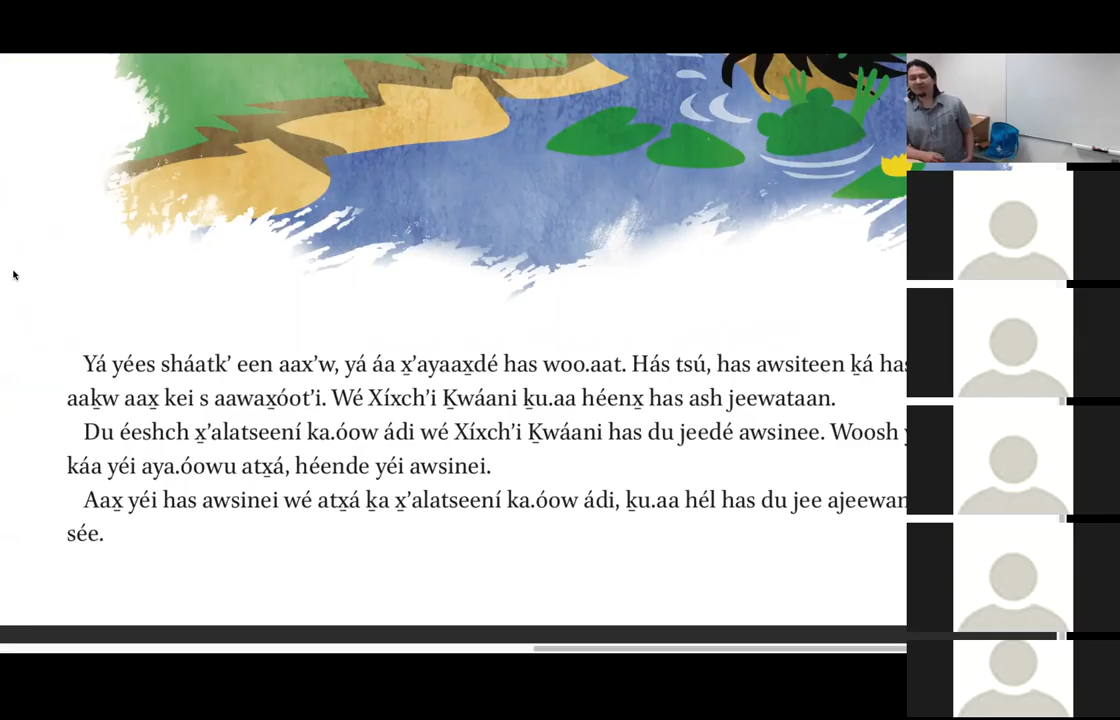 Yá yées sháatk’ een aax’w, yá áa x̱’ayaax̱dé has woo.aat. Hás tsú, has awsiteen ḵá has
aaḵw aax̱ kei s aawax̱óot’i. Wé Xíxch’i Ḵwáani ḵu.aa héenx̱ has ash jeewataan.
Du éeshch x̱’alatseení ka.óow ádi wé Xíxch’i Ḵwáani has du jeedé awsinee. Woosh
káa yéi aya.óowu atx̱á, héende yéi awsinei.
Aax̱ yéi has awsinei wé atx̱á ḵa x̱’alatseení ka.óow ádi, ḵu.aa hél has du jee
sée.